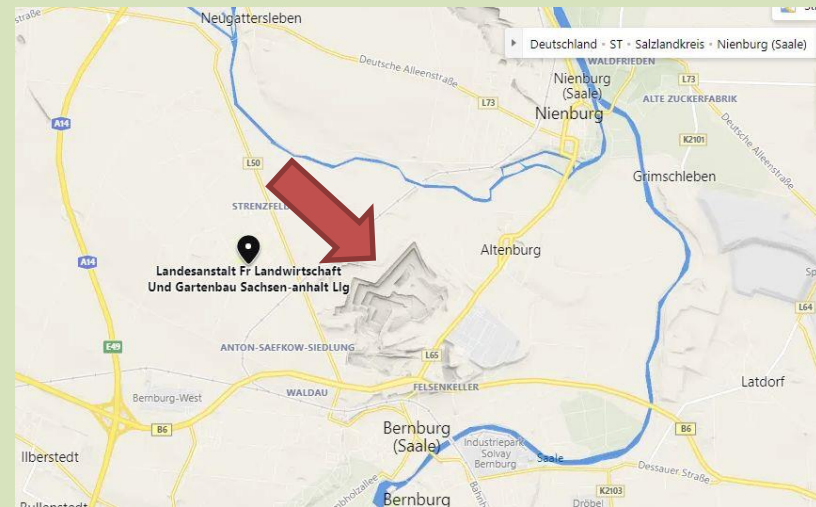 Neugattersleben
Deutschland · ST · Salzlandkreis · Nienburg (Saale)
Deutsche Alleenstraße
WALDFRIEDEN
Nienburg
(Saale)
L73
L73
ALTE ZUCKERFABRIK
Nienburg
A14
Deutsche Alleenstraße
K2101
L50
Grimschleben
STRENZFELD
Altenburg
A14
Landesanstalt Fr Landwirtschaft
Und Gartenbau Sachsen-anhalt Llg
L64
E49
ANTON-SAEFKOW-SIEDLUNG
L65
Latdorf
WALDAU
FELSENKELLER
Bernburg-West
B6
B6
Bernburg
(Saale)
Industriepark
Solvay
Bernburg
Saale
Ilberstedt
Dessauer Straße
K2103
Bernburg
Dröbel